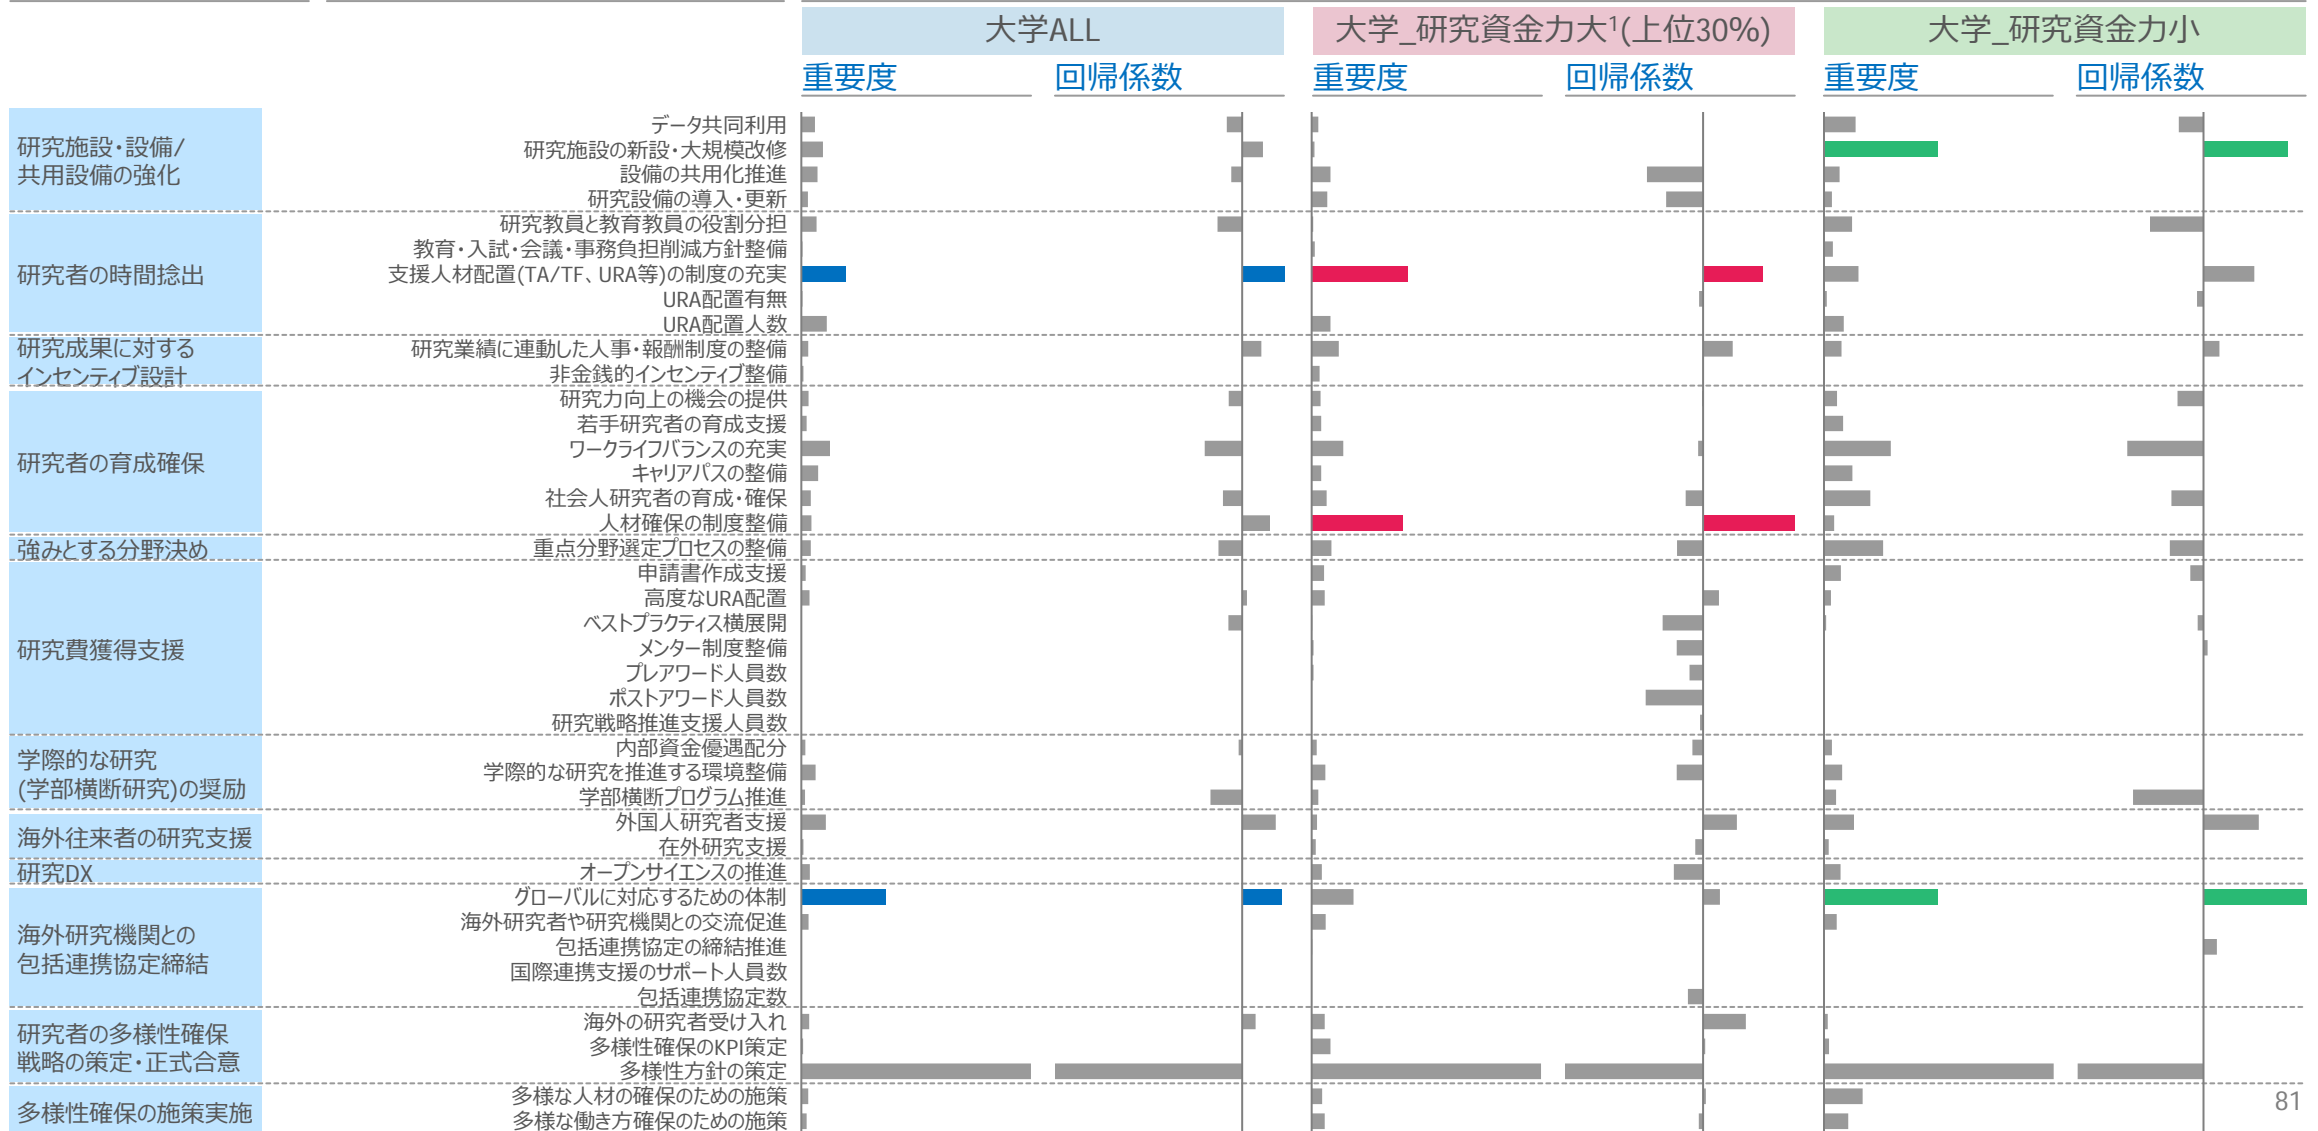 大学ALL
大学_研究資金力大1(上位30%)
大学_研究資金力小
重要度
回帰係数
重要度
回帰係数
重要度
回帰係数
研究施設・設備/
共用設備の強化
データ共同利用
研究施設の新設・大規模改修
設備の共用化推進
研究設備の導入・更新
研究者の時間捻出
研究教員と教育教員の役割分担
教育・入試・会議・事務負担削減方針整備
支援人材配置(TA/TF、URA等)の制度の充実
URA配置有無
URA配置人数
研究成果に対する
インセンティブ設計
研究業績に連動した人事・報酬制度の整備
非金銭的インセンティブ整備
研究者の育成確保
研究力向上の機会の提供
若手研究者の育成支援
ワークライフバランスの充実
キャリアパスの整備
社会人研究者の育成・確保
人材確保の制度整備
強みとする分野決め
重点分野選定プロセスの整備
研究費獲得支援
申請書作成支援
高度なURA配置
ベストプラクティス横展開
メンター制度整備
プレアワード人員数
ポストアワード人員数
研究戦略推進支援人員数
学際的な研究
(学部横断研究)の奨励
内部資金優遇配分
学際的な研究を推進する環境整備
学部横断プログラム推進
海外往来者の研究支援
外国人研究者支援
在外研究支援
研究DX
オープンサイエンスの推進
海外研究機関との
包括連携協定締結
グローバルに対応するための体制
海外研究者や研究機関との交流促進
包括連携協定の締結推進
国際連携支援のサポート人員数
包括連携協定数
研究者の多様性確保
戦略の策定・正式合意
海外の研究者受け入れ
多様性確保のKPI策定
多様性方針の策定
多様性確保の施策実施
多様な人材の確保のための施策
多様な働き方確保のための施策
81